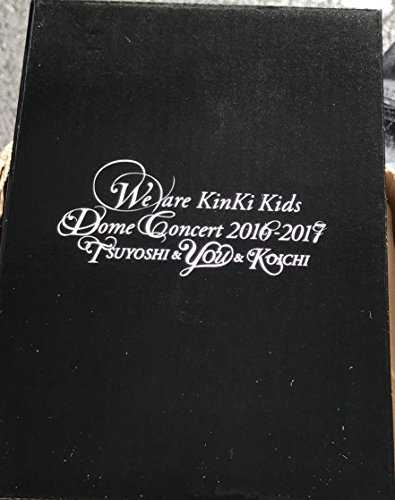 We are KinKi Kids
Dome Concert 2016-2017
TSUYOSHI & YOU & KOICHI